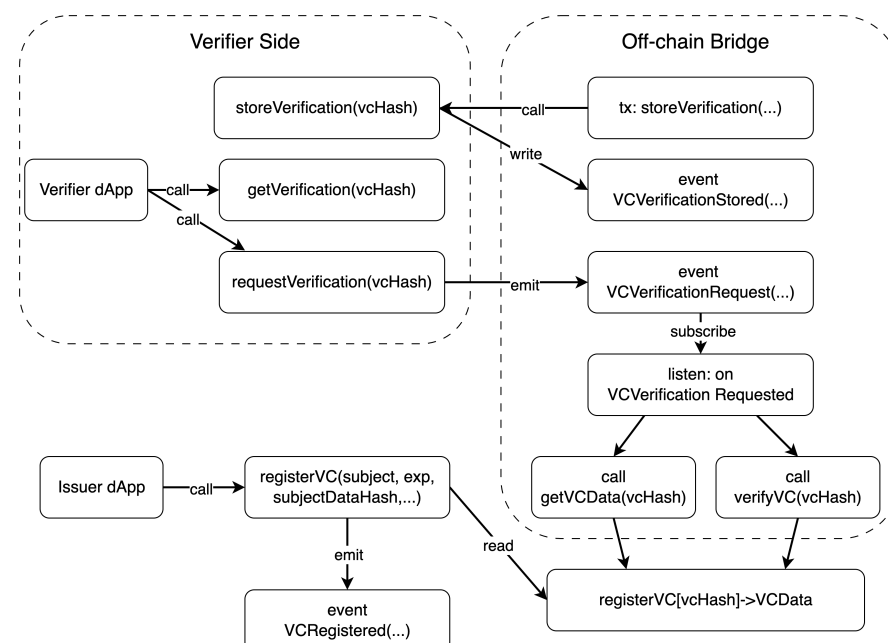 Verifier Side
Off-chain Bridge
storeVerification(vcHash)
call
tx: storeVerification(...)
write
Verifier dApp
call
getVerification(vcHash)
event
VCVerificationStored(...)
call
requestVerification(vcHash)
emit
event
VCVerificationRequest(...)
subscribe
listen: on
VCVerification Requested
Issuer dApp
call
registerVC(subject, exp,
subjectDataHash,...)
call
getVCData(vcHash)
call
verifyVC(vcHash)
read
emit
registerVC[vcHash]->VCData
event
VCRegistered(...)